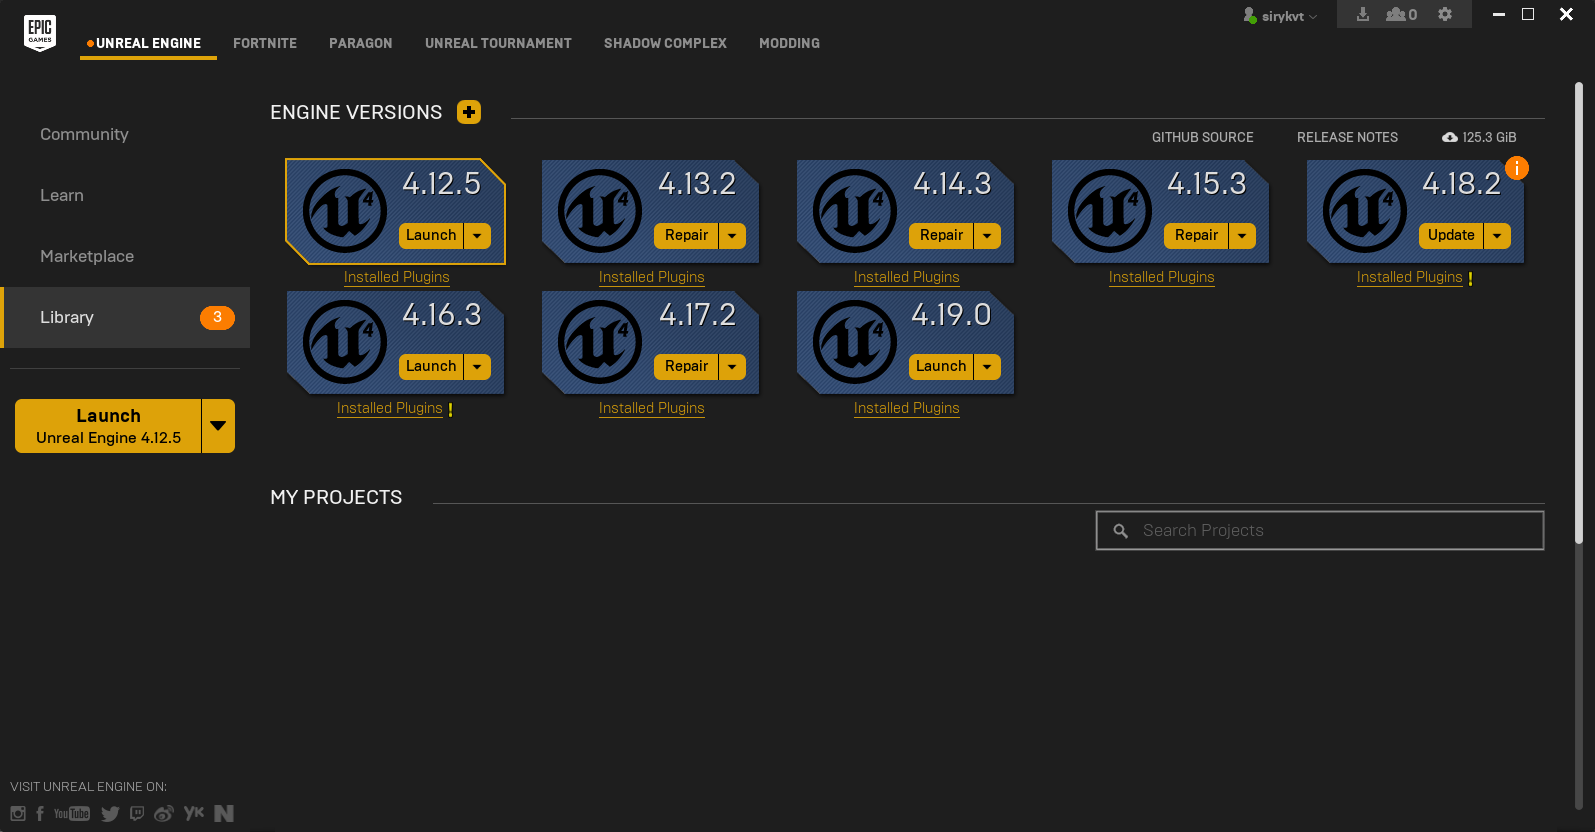 EPIC
GAMES
UNREAL ENGINE
FORTNITE
PARAGON
UNREAL TOURNAMENT
SHADOW COMPLEX
MODDING
sirykvt
0
Community
Learn
Marketplace
Library
3
Launch
Unreal Engine 4.12.5
ENGINE VERSIONS
GITHUB SOURCE
RELEASE NOTES
125.3 GiB
4.12.5
Launch
Installed Plugins
4.13.2
Repair
Installed Plugins
4.14.3
Repair
Installed Plugins
4.15.3
Repair
Installed Plugins
4.18.2
i
Update
Installed Plugins !
4.16.3
Launch
Installed Plugins !
4.17.2
Repair
Installed Plugins
4.19.0
Launch
Installed Plugins
MY PROJECTS
Search Projects
VISIT UNREAL ENGINE ON:
YouTube